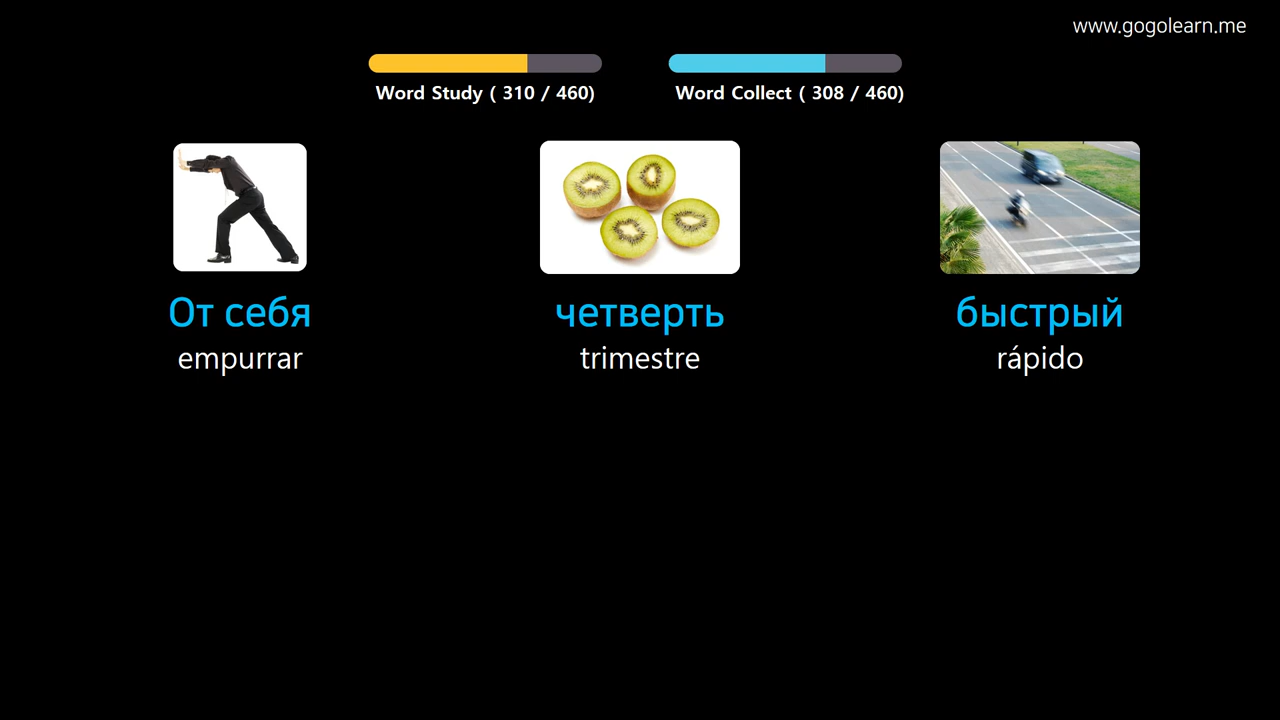 www.gogolearn.me
Word Study ( 310 / 460)
Word Collect ( 308 / 460)
От себя
четверть
быстрый
empurrar
trimestre
rápido